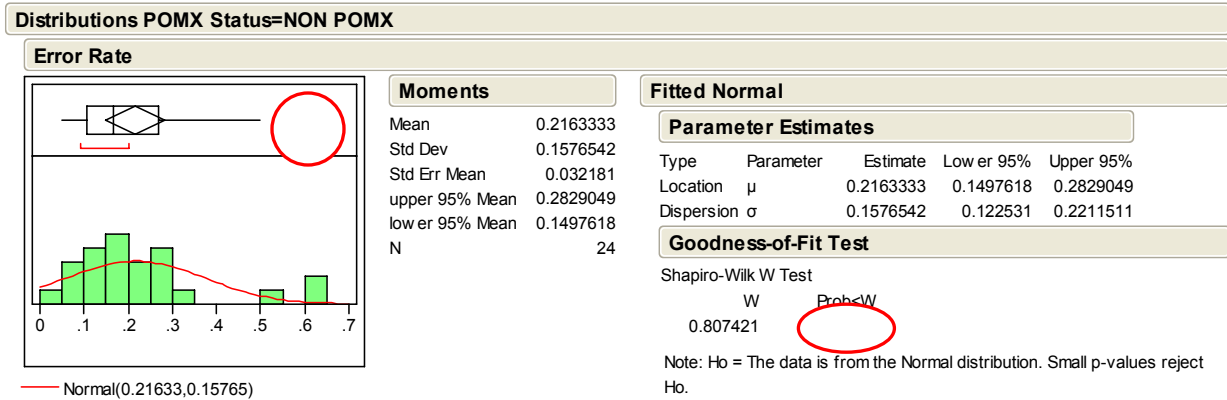 Distributions POMX Status=NON POMX
Error Rate
0 .1 .2 .3 .4 .5 .6 .7
Normal(0.21633,0.15765)
Moments
Mean 0.2163333
Std Dev 0.1576542
Std Err Mean 0.032181
upper 95% Mean 0.2829049
lower 95% Mean 0.1497618
N 24
Fitted Normal
Parameter Estimates
Type Parameter Estimate Lower 95% Upper 95%
Location μ 0.2163333 0.1497618 0.2829049
Dispersion σ 0.1576542 0.122531 0.2211511
Goodness-of-Fit Test
Shapiro-Wilk W Test
W Prob<W
0.807421
Note: Ho = The data is from the Normal distribution. Small p-values reject
Ho.